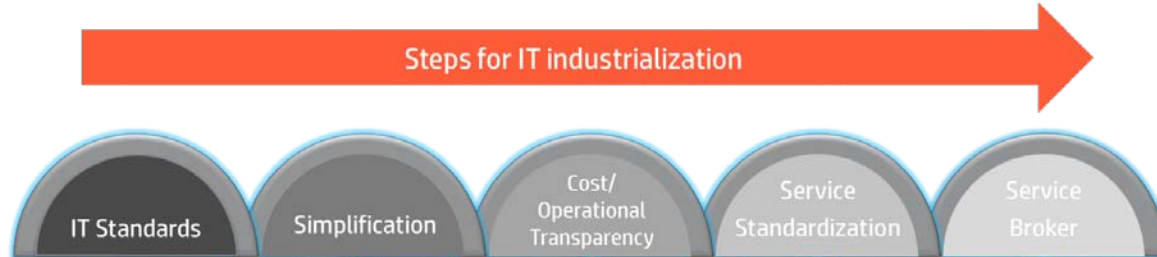 Steps for IT industrialization
IT Standards
Simplification
Cost/
Operational
Transparency
Service
Standardization
Service
Broker